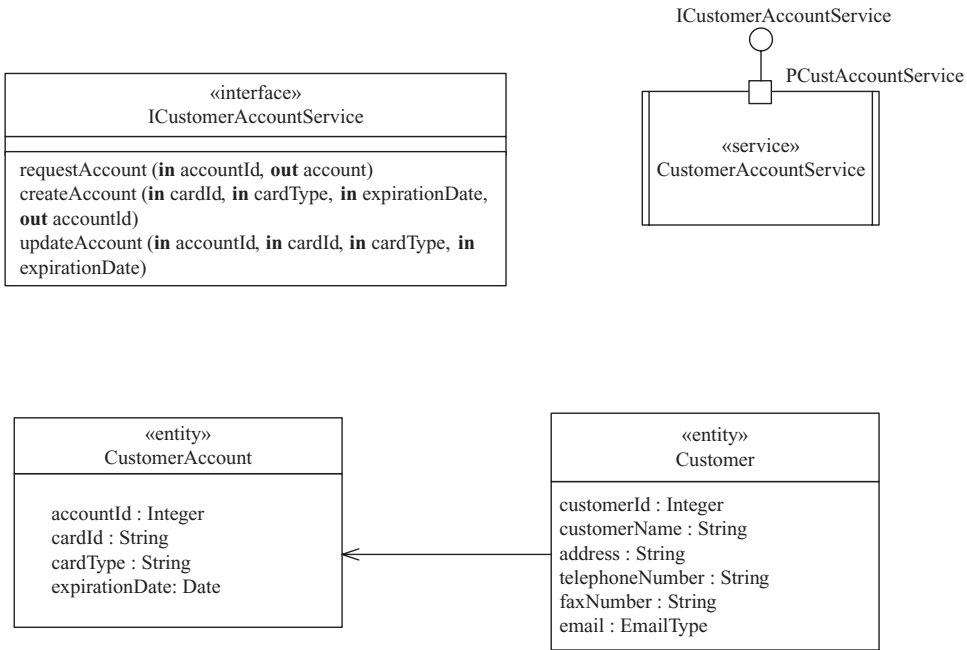 ICustomerAccountService
PCustAccountService
«interface»
ICustomerAccountService
requestAccount (in accountId, out account)
createAccount (in cardId, in cardType, in expirationDate,
out accountId)
updateAccount (in accountId, in cardId, in cardType, in
expirationDate)
«service»
CustomerAccountService
«entity»
CustomerAccount
accountId : Integer
cardId : String
cardType : String
expirationDate: Date
«entity»
Customer
customerId : Integer
customerName : String
address : String
telephoneNumber : String
faxNumber : String
email : EmailType